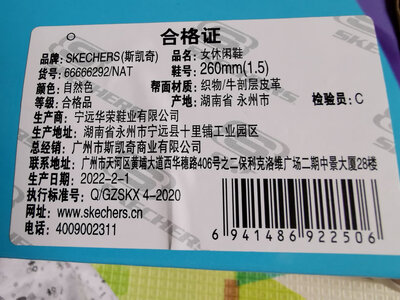 合格证
品牌: SKECHERS(斯凯奇) 品名: 女休闲鞋
货号: 66666292/NAT 鞋号: 260mm(1.5)
颜色: 自然色 帮面材质: 织物/牛剖层皮革
等级: 合格品 产地: 湖南省 永州市 检验员: C
生产商: 宁远华荣鞋业有限公司
地址: 湖南省永州市宁远县十里铺工业园区
总经销商: 广州市斯凯奇商业有限公司
联系地址: 广州市天河区黄埔大道西华穗路406号之二保利克洛维广场二期中景大厦28楼
生产日期: 2022-2-1
执行标准号: Q/GZSKX 4-2020
网址: www.skechers.cn
电话: 4009002311
6 941486 922506